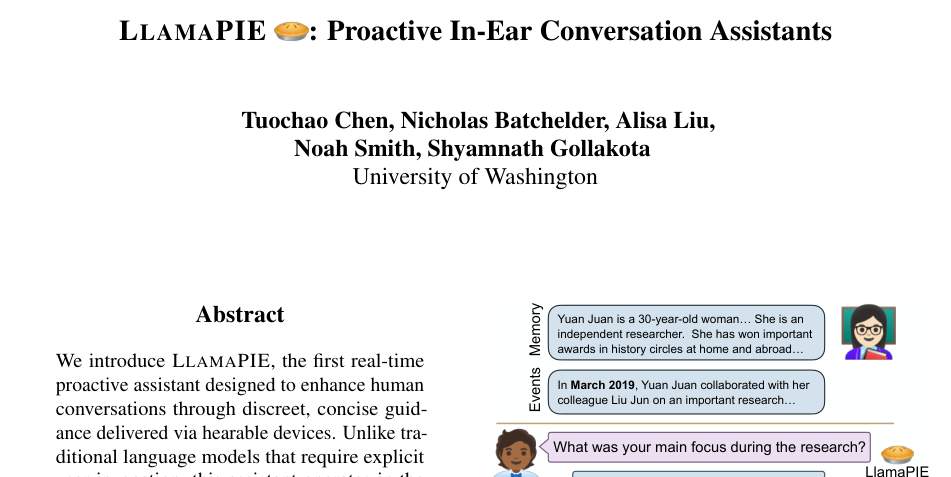 LLAMAPIE 🥧: Proactive In-Ear Conversation Assistants
Tuochao Chen, Nicholas Batchelder, Alisa Liu,
Noah Smith, Shyamnath Gollakota
University of Washington
Abstract
We introduce LLAMAPIE, the first real-time
proactive assistant designed to enhance human
conversations through discreet, concise guid-
ance delivered via hearable devices. Unlike tra-
ditional language models that require explicit
Memory
Yuan Juan is a 30-year-old woman… She is an
independent researcher. She has won important
awards in history circles at home and abroad…
Events
In March 2019, Yuan Juan collaborated with her
colleague Liu Jun on an important research…
What was your main focus during the research?
LlamaPIE